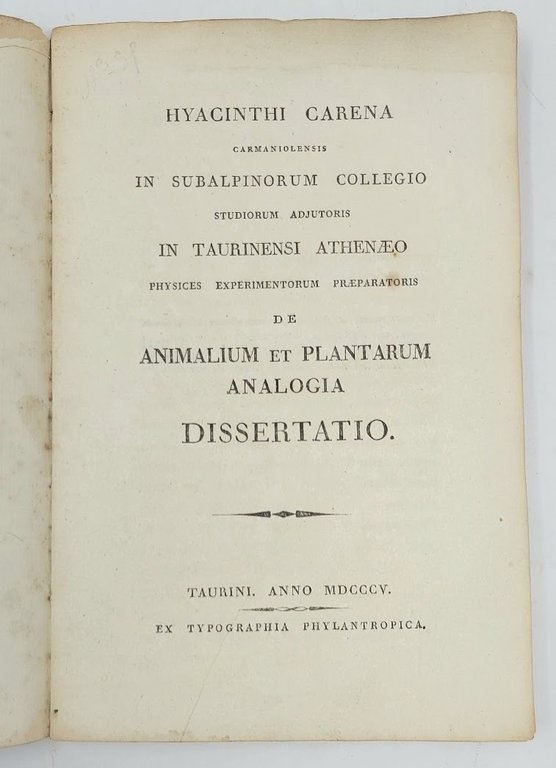 HYACINTHI CARENA
CARMANIOLENSIS
IN SUBALPINORUM COLLEGIO
STUDIORUM ADJUTORIS
IN TAURINENSI ATHENÆO
PHYSICES EXPERIMENTORUM PRÆPARATORIS
DE
ANIMALIUM ET PLANTARUM
ANALOGIA
DISSERTATIO.
TAURINI. ANNO MDCCCV.
EX TYPOGRAPHIA PHYLANTROPICA.